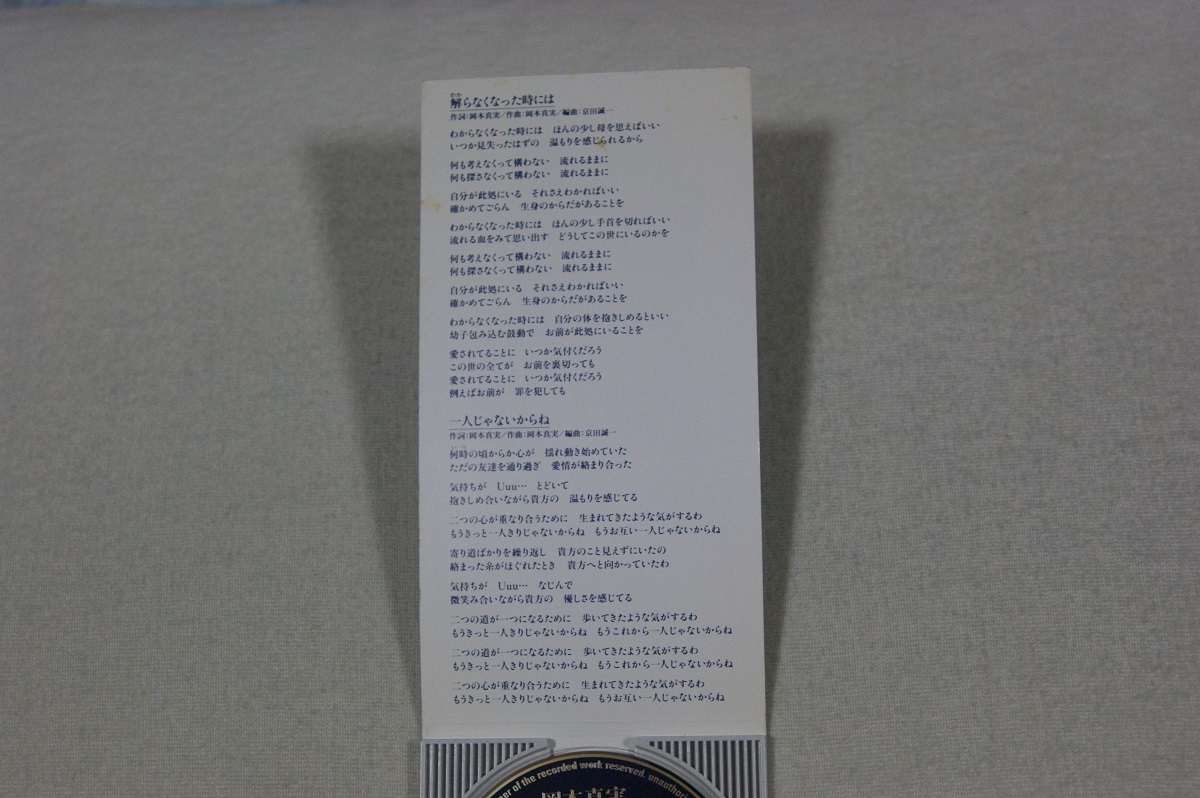 わか
解らなくなった時には
作詞:岡本真実/作曲:岡本真実/編曲:京田誠一
わからなくなった時には　ほんの少し母を思えばいい
いつか見失ったはずの　温もりを感じられるから
何も考えなくって構わない　流れるままに
何も探さなくって構わない　流れるままに
自分が此処にいる　それさえわかればいい
確かめてごらん　生身のからだがあることを
わからなくなった時には　ほんの少し手首を切ればいい
流れる血をみて思い出す　どうしてこの世にいるのかを
何も考えなくって構わない　流れるままに
何も探さなくって構わない　流れるままに
自分が此処にいる　それさえわかればいい
確かめてごらん　生身のからだがあることを
わからなくなった時には　自分の体を抱きしめるといい
幼子包み込む鼓動で　お前が此処にいることを
愛されてることに　いつか気付くだろう
この世の全てが　お前を裏切っても
愛されてることに　いつか気付くだろう
例えばお前が　罪を犯しても
一人じゃないからね
作詞:岡本真実/作曲:岡本真実/編曲:京田誠一
何時の頃からか心が　揺れ動き始めていた
ただの友達を通り過ぎ　愛情が絡まり合った
気持ちが　Uuu…　とどいて
抱きしめ合いながら貴方の　温もりを感じてる
二つの心が重なり合うために　生まれてきたような気がするわ
もうきっと一人きりじゃないからね　もうお互い一人じゃないからね
寄り道ばかりを繰り返し　貴方のこと見えずにいたの
絡まった糸がほぐれたとき　貴方へと向かっていたわ
気持ちが　Uuu…　なじんで
微笑み合いながら貴方の　優しさを感じてる
二つの道が一つになるために　歩いてきたような気がするわ
もうきっと一人きりじゃないからね　もうこれから一人じゃないからね
二つの道が一つになるために　歩いてきたような気がするわ
もうきっと一人きりじゃないからね　もうこれから一人じゃないからね
二つの心が重なり合うために　生まれてきたような気がするわ
もうきっと一人きりじゃないからね　もうお互い一人じゃないからね
of the recorded work reserved. 
岡本真実